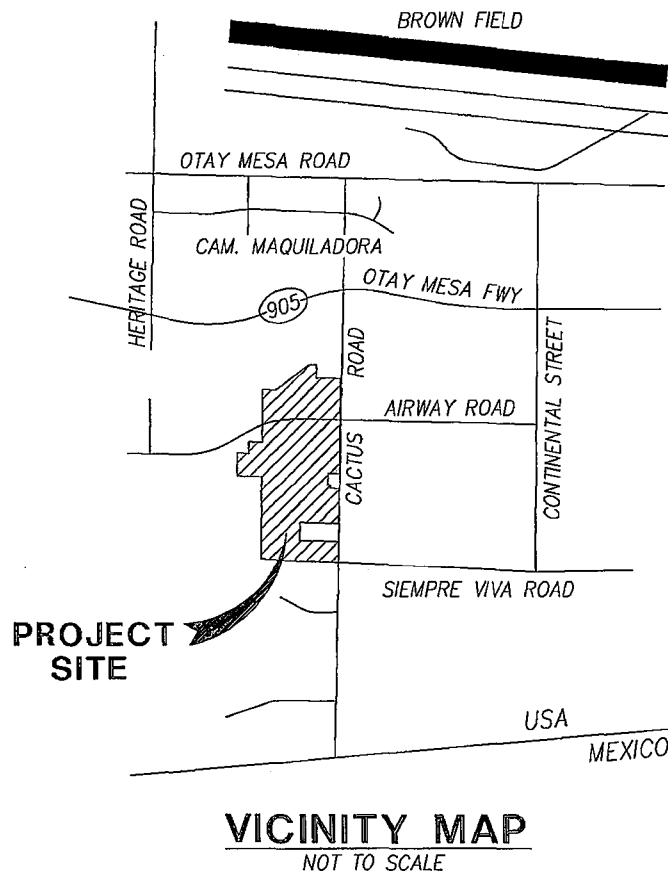 BROWN FIELD
OTAY MESA ROAD
CAM. MAQUILADORA
HERITAGE ROAD
905
OTAY MESA FWY
CACTUS ROAD
AIRWAY ROAD
CONTINENTAL STREET
SIEMPRE VIVA ROAD
PROJECT
SITE
USA
MEXICO
VICINITY MAP
NOT TO SCALE